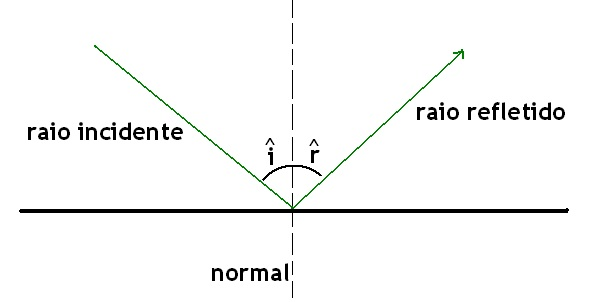 raio incidente
raio refletido
î
r̂
normal